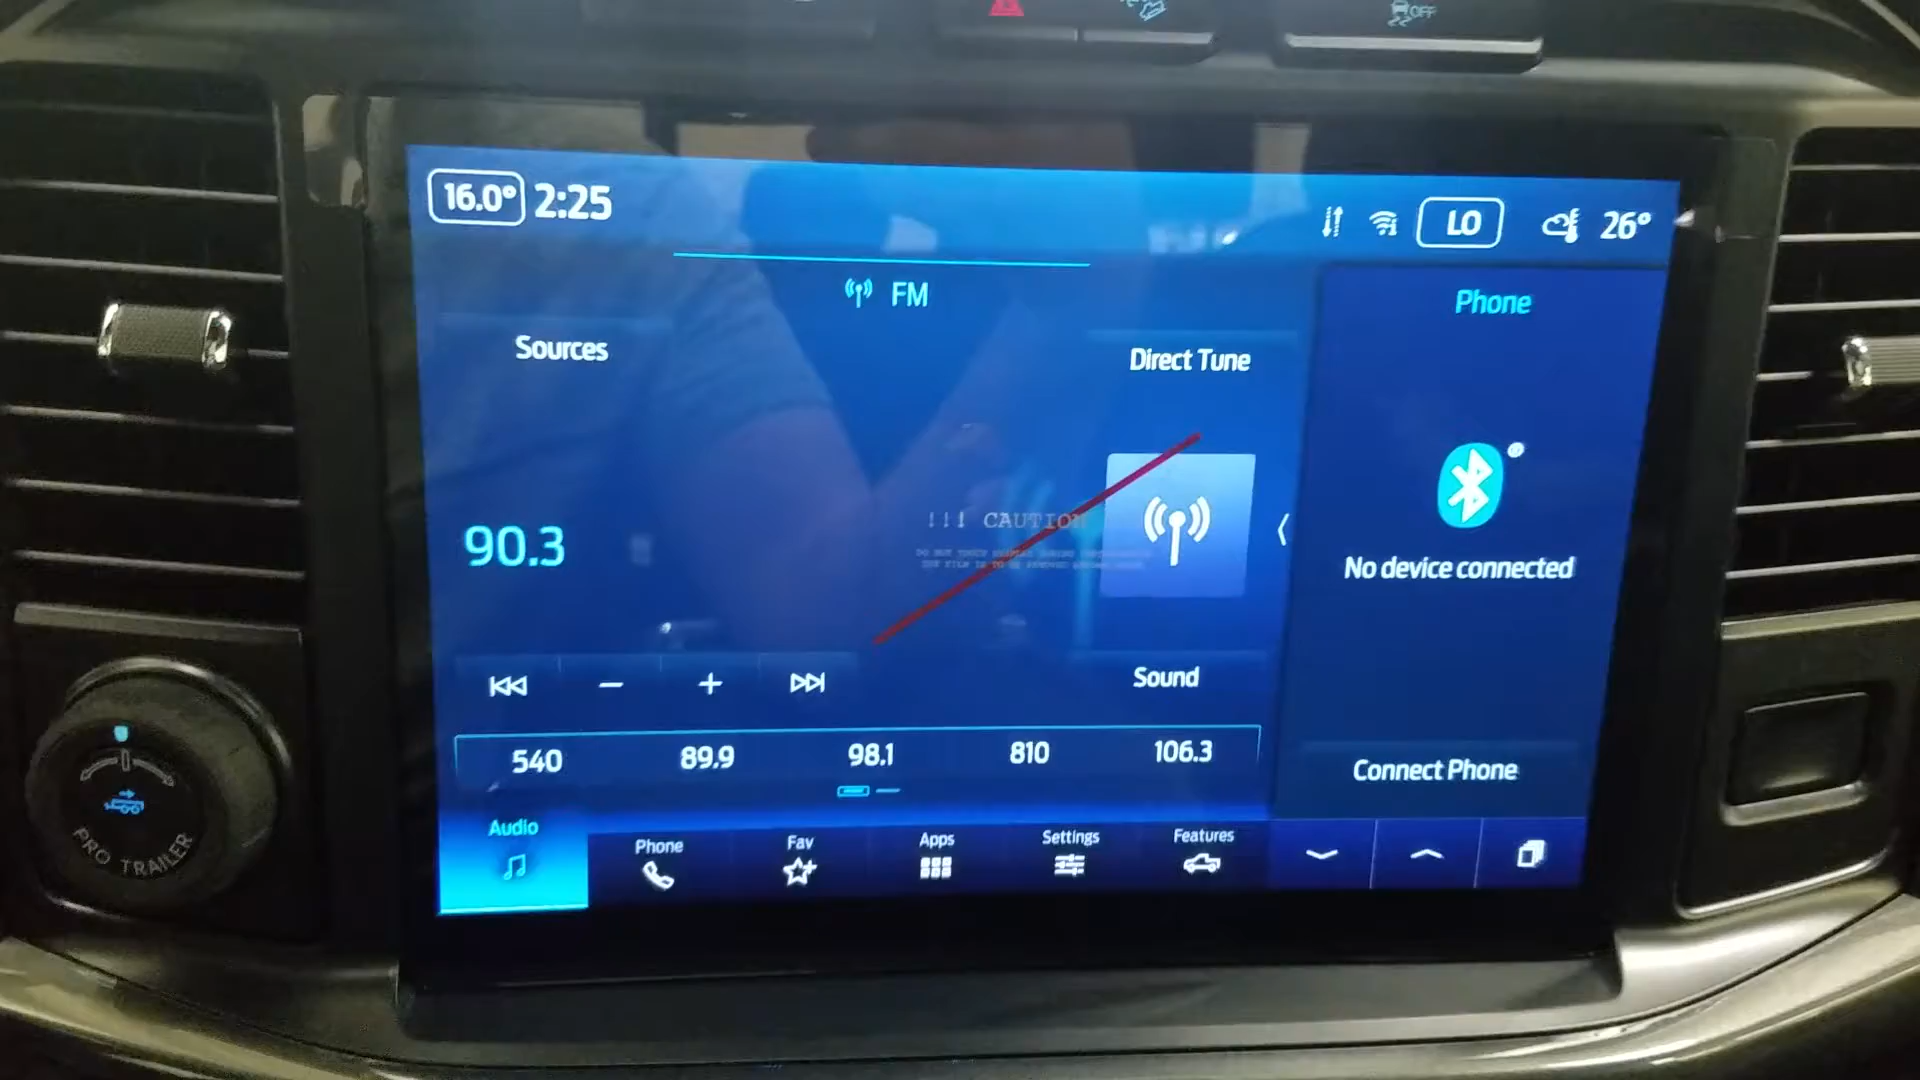 OFF
16.0° 2:25
LO 26°
FM
Phone
Sources
Direct Tune
!!! CAUTION
90.3
No device connected
Sound
540 89.9 98.1 810 106.3
Connect Phone
Audio Phone Fav Apps Settings Features
PRO TRAILER